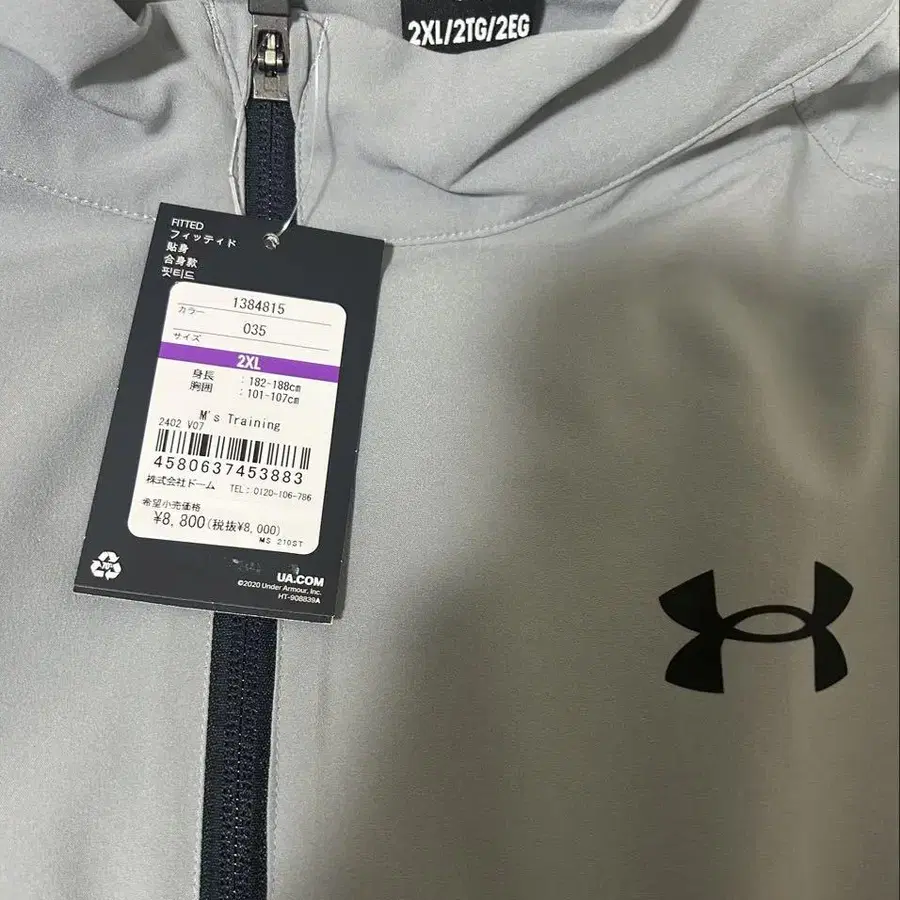 2XL/2TG/2EG
FITTED
フィッティド
貼身
合身款
핏티드
1384815
カラー
035
サイズ
2XL
身長 : 182-188cm
胸囲 : 101-107cm
M's Training
2402 V07
4580637453883
株式会社ドーム TEL:0120-106-786
希望小売価格
¥8,800(税抜¥8,000)
MS 210ST
UA.COM
©2020 Under Armour, Inc.
HT-908839A